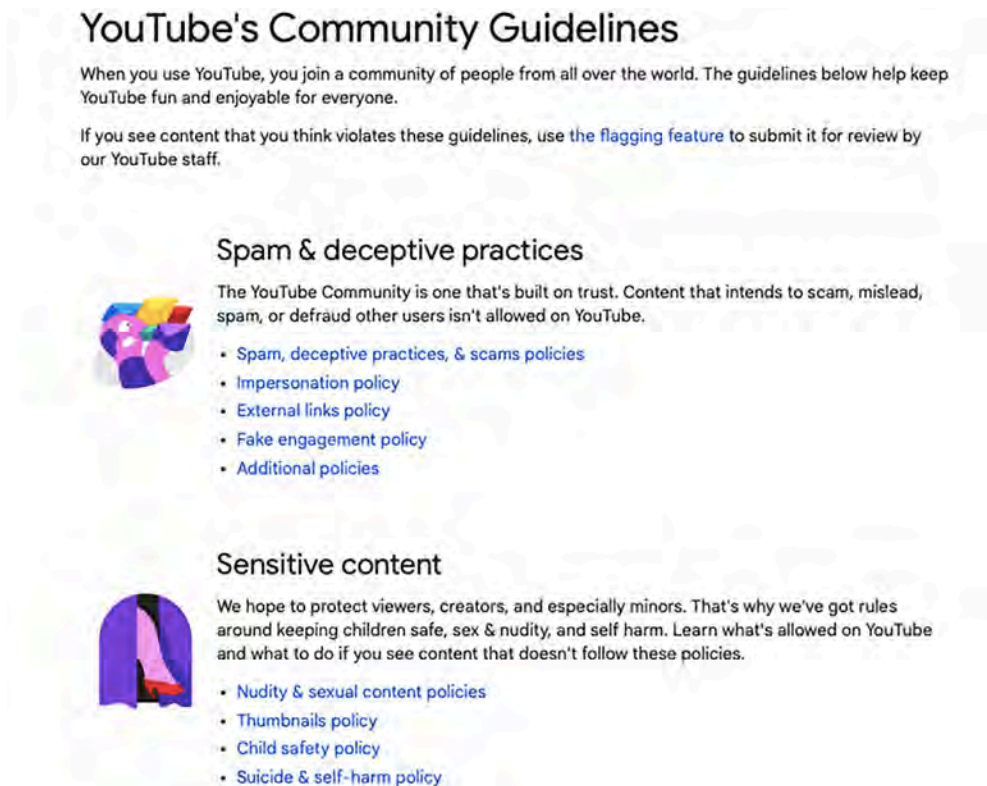 YouTube's Community Guidelines
When you use YouTube, you join a community of people from all over the world. The guidelines below help keep
YouTube fun and enjoyable for everyone.
If you see content that you think violates these guidelines, use the flagging feature to submit it for review by
our YouTube staff.
Spam & deceptive practices
The YouTube Community is one that's built on trust. Content that intends to scam, mislead,
spam, or defraud other users isn't allowed on YouTube.
• Spam, deceptive practices, & scams policies
• Impersonation policy
• External links policy
• Fake engagement policy
• Additional policies
Sensitive content
We hope to protect viewers, creators, and especially minors. That's why we've got rules
around keeping children safe, sex & nudity, and self harm. Learn what's allowed on YouTube
and what to do if you see content that doesn't follow these policies.
• Nudity & sexual content policies
• Thumbnails policy
• Child safety policy
• Suicide & self-harm policy